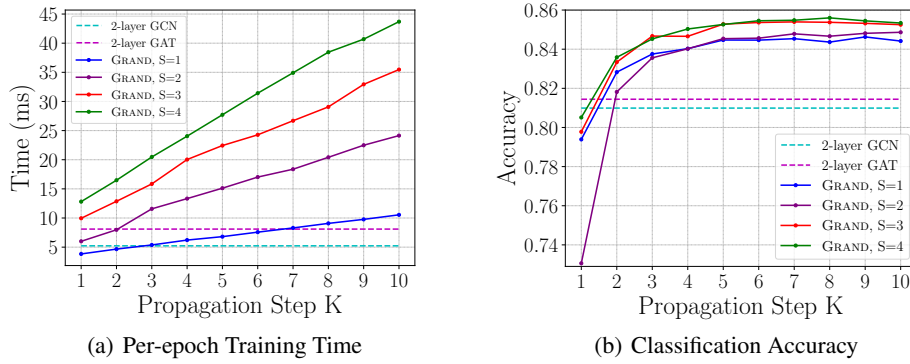 45
40
35
30
25
20
15
10
5
Time (ms)
2-layer GCN
2-layer GAT
GRAND, S=1
GRAND, S=2
GRAND, S=3
GRAND, S=4
1 2 3 4 5 6 7 8 9 10
Propagation Step K
(a) Per-epoch Training Time
0.86
0.84
0.82
0.80
0.78
0.76
0.74
Accuracy
2-layer GCN
2-layer GAT
GRAND, S=1
GRAND, S=2
GRAND, S=3
GRAND, S=4
1 2 3 4 5 6 7 8 9 10
Propagation Step K
(b) Classification Accuracy